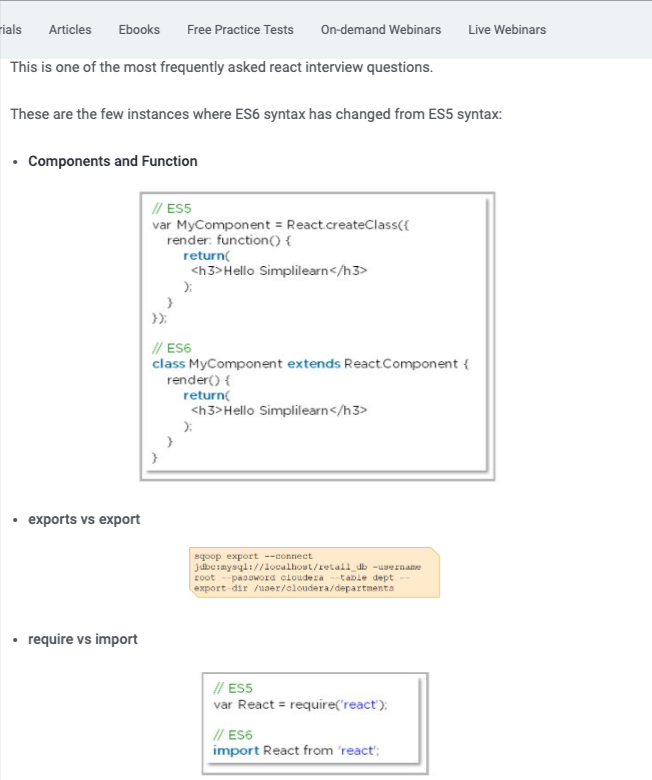 rials Articles Ebooks Free Practice Tests On-demand Webinars Live Webinars
This is one of the most frequently asked react interview questions.
These are the few instances where ES6 syntax has changed from ES5 syntax:
• Components and Function
// ES5
var MyComponent = React.createClass({
render: function() {
return(
<h3>Hello Simplilearn</h3>
);
}
});
// ES6
class MyComponent extends React.Component {
render() {
return(
<h3>Hello Simplilearn</h3>
);
}
}
• exports vs export
sqoop export --connect
jdbc:mysql://localhost/retail_db -username
root --password cloudera --table dept --
export-dir /user/cloudera/departments
• require vs import
// ES5
var React = require('react');
// ES6
import React from 'react';